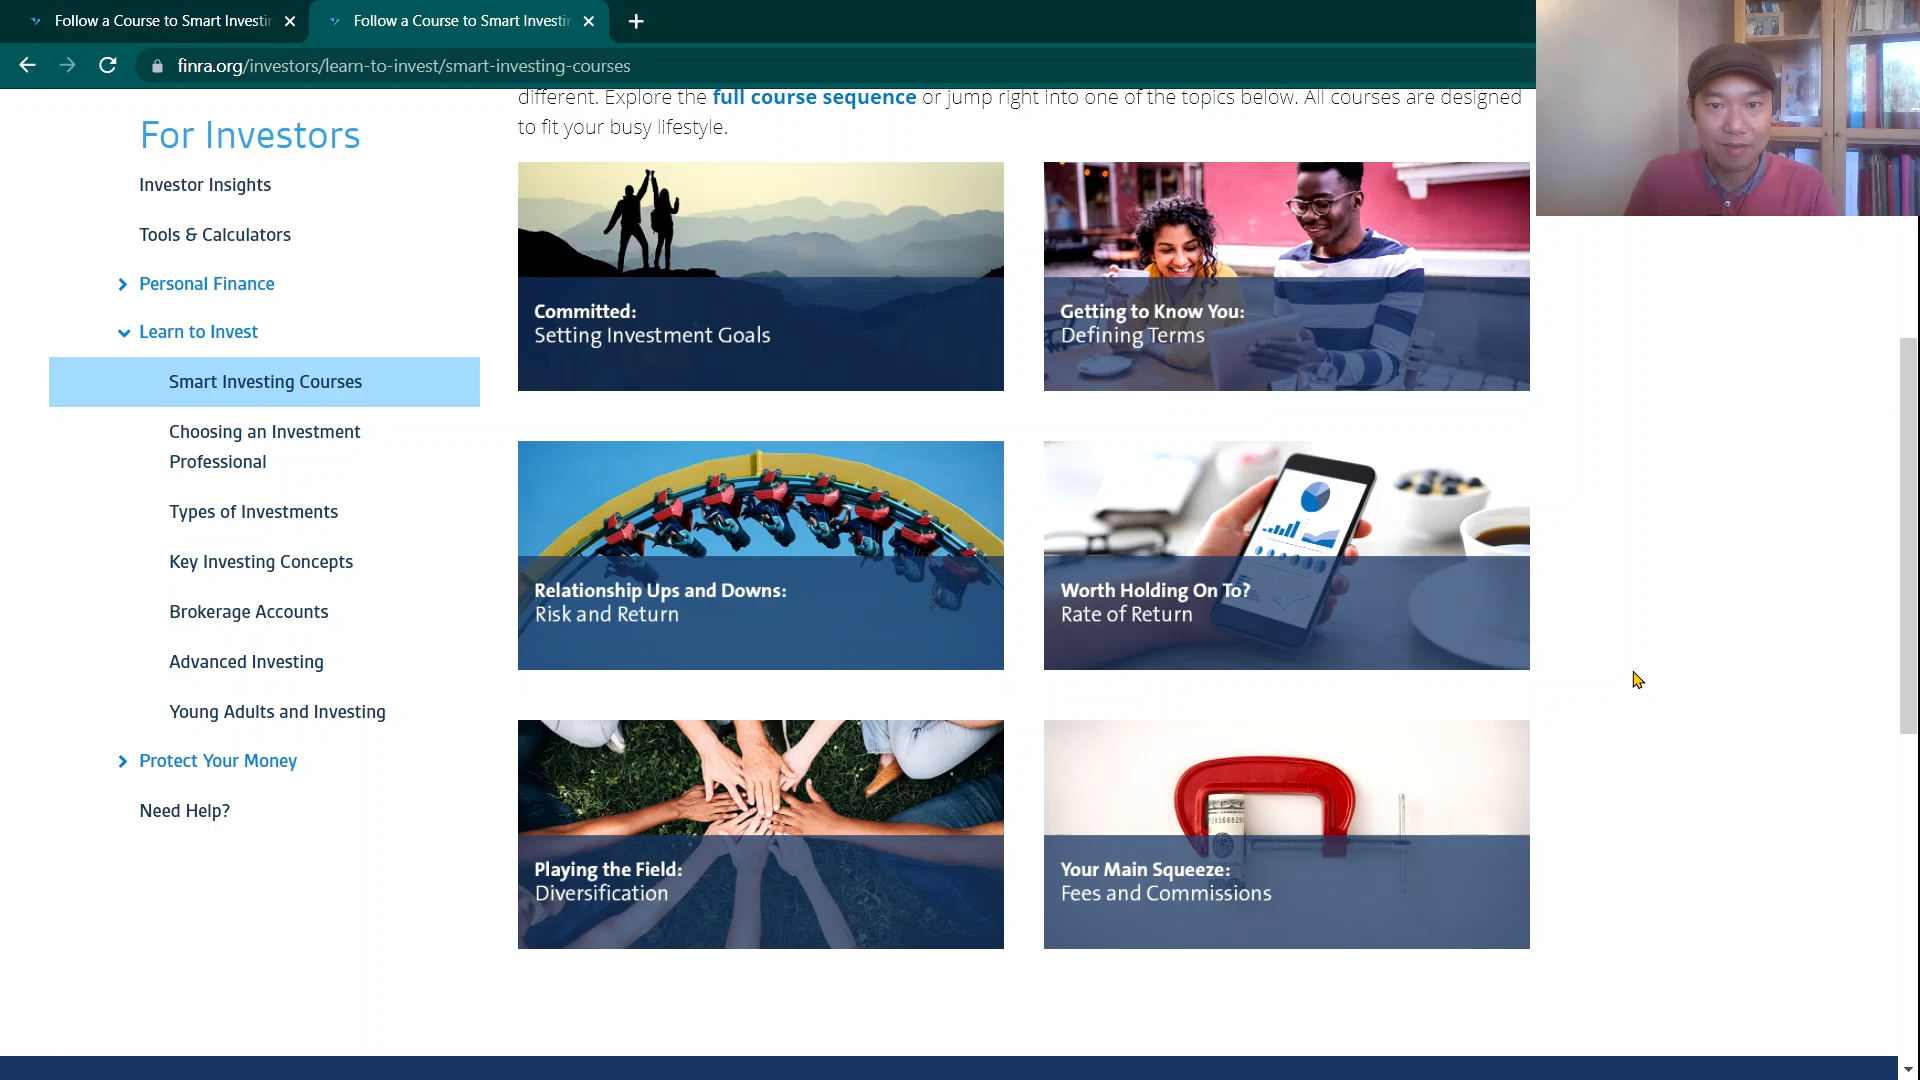 Follow a Course to Smart Investin
Follow a Course to Smart Investin
finra.org/investors/learn-to-invest/smart-investing-courses
different. Explore the full course sequence or jump right into one of the topics below. All courses are designed
to fit your busy lifestyle.
For Investors
Investor Insights
Tools & Calculators
Personal Finance
Learn to Invest
Smart Investing Courses
Choosing an Investment
Professional
Types of Investments
Key Investing Concepts
Brokerage Accounts
Advanced Investing
Young Adults and Investing
Protect Your Money
Need Help?
Committed:
Setting Investment Goals
Getting to Know You:
Defining Terms
Relationship Ups and Downs:
Risk and Return
Worth Holding On To?
Rate of Return
Playing the Field:
Diversification
Your Main Squeeze:
Fees and Commissions